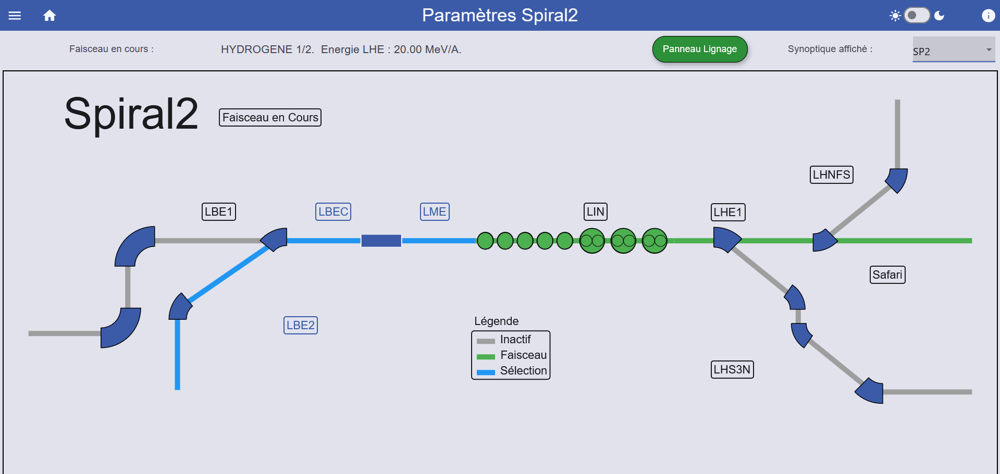 Paramètres Spiral2
Faisceau en cours :
HYDROGENE 1/2.  Energie LHE : 20.00 MeV/A.
Panneau Lignage
Synoptique affiché :
SP2
Spiral2
Faisceau en Cours
LHNFS
LBE1
LBEC
LME
LIN
LHE1
Safari
LBE2
Légende
Inactif
Faisceau
Sélection
LHS3N